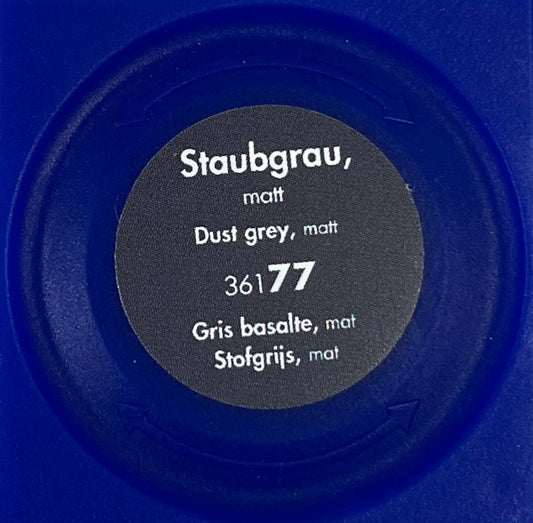 Staubgrau,
matt
Dust grey, matt
36177
Gris basalte, mat
Stofgrijs, mat